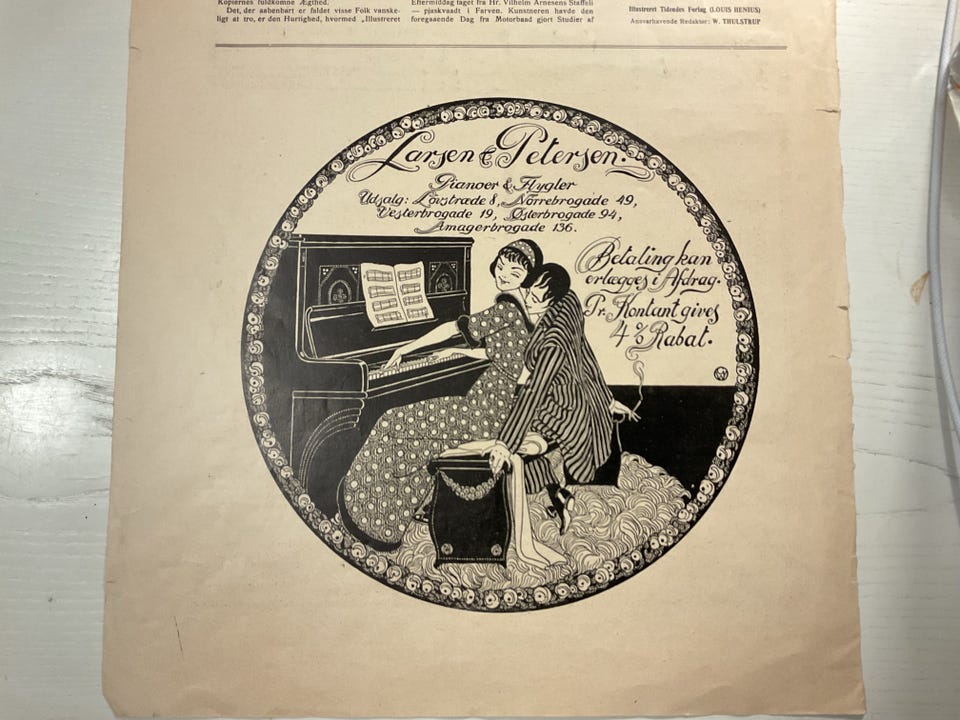 Kopiernes fuldkomne Ægthed.
Det, der aabenbart er faldet visse Folk vanske-
ligt at tro, er den Hurtighed, hvormed „Illustreret
Eftermiddag taget fra Hr. Vilhelm Arnesens Staffeli
— pjaskvaadt i Farven. Kunstneren havde den
foregaaende Dag fra Motorbaad gjort Studier af
Illustreret Tidendes Forlag (LOUIS HENIUS)
Ansvarhavende Redaktør: W. THULSTRUP
Larsen & Petersen.
Pianoer & Flygler
Udsalg: Lövstræde 8, Nörrebrogade 49,
Vesterbrogade 19, Østerbrogade 94,
Amagerbrogade 136.
Betaling kan
erlægges i Afdrag.
Pr. Kontant gives
4% Rabat.